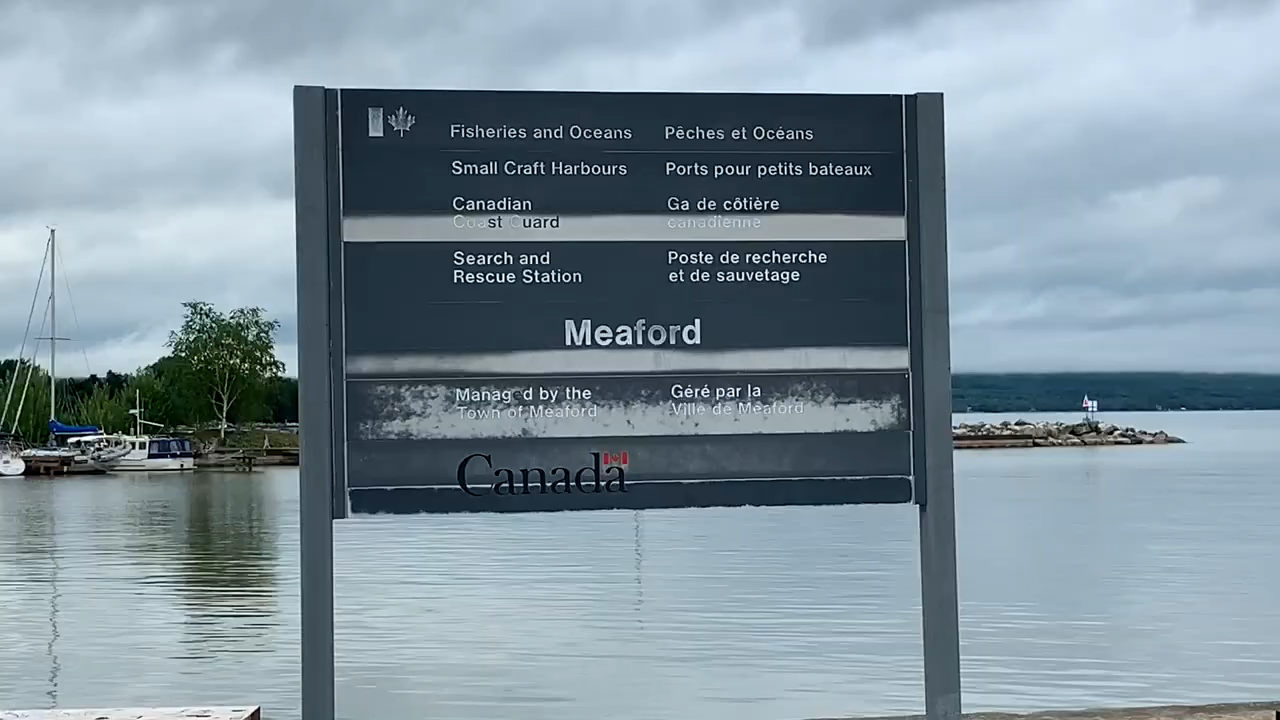 Fisheries and Oceans
Pêches et Océans
Small Craft Harbours
Ports pour petits bateaux
Canadian
Coast Guard
Ga de côtière
canadienne
Search and
Rescue Station
Poste de recherche
et de sauvetage
Meaford
Managed by the
Town of Meaford
Géré par la
Ville de Meaford
Canada